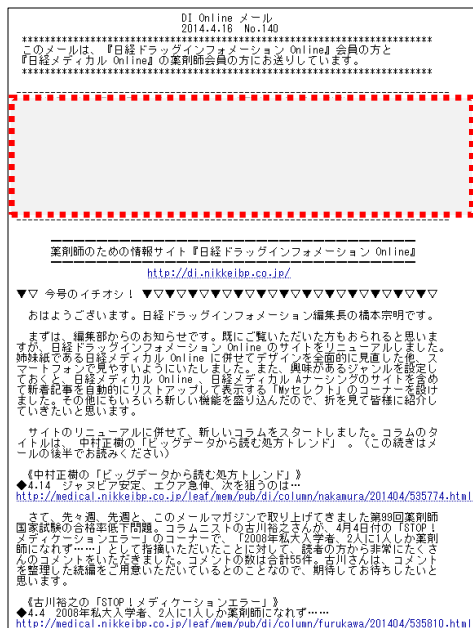 DI Online メール
2014.4.16 No.140
*************************************************************************
このメールは、『日経ドラッグインフォメーション Online』会員の方と
『日経メディカル Online』の薬剤師会員の方にお送りしています。
*************************************************************************
薬剤師のための情報サイト『日経ドラッグインフォメーション Online』
http://di.nikkeibp.co.jp/
▼▽ 今号のイチオシ！ ▼▽▼▽▼▽▼▽▼▽▼▽▼▽▼▽▼▽▼▽▼▽▼▽▼▽
おはようございます。日経ドラッグインフォメーション編集長の橋本宗明です。
まずは、編集部からのお知らせです。既にご覧いただいた方もおられると思いま
すが、日経ドラッグインフォメーション Online のサイトをリニューアルしました。
姉妹紙である日経メディカル Online に併せてデザインを全面的に見直した他、ス
マートフォンで見やすいようにいたしました。また、興味があるジャンルを設定し
ておくと、日経メディカル Online 、日経メディカル Aナーシングのサイトを含め
て新着記事を自動的にリストアップして表示する「Myセレクト」のコーナーを設け
ました。その他にもいろいろ新しい機能を盛り込んだので、折を見て皆様に紹介し
ていきたいと思います。
サイトのリニューアルに併せて、新しいコラムをスタートしました。コラムのタ
イトルは、 中村正樹の「ビッグデータから読む処方トレンド」 。（この続きはメ
ールの後半でお読みください）
《中村正樹の「ビッグデータから読む処方トレンド」》
◆4.14 ジャヌビア安定、エクア急伸、次を狙うのは…
http://medical.nikkeibp.co.jp/leaf/mem/pub/di/column/nakamura/201404/535774.html
さて、先々週、先週と、このメールマガジンで取り上げてきました第99回薬剤師
国家試験の合格率低下問題。コラムニストの古川裕之さんが、4月4日付の「STOP！
メディケーションエラー」のコーナーで、「2008年私大入学者、2人に1人しか薬剤
師になれず……」として指摘いただいたことに対して、読者の方から非常にたくさ
んのコメントをいただきました。コメントの数は合計55件。古川さんは、コメント
を整理した続編をご用意いただいているとのことなので、期待してお待ちしたいと
思います。
《古川裕之の「STOP！メディケーションエラー」》
◆4.4 2008年私大入学者、2人に1人しか薬剤師になれず……
http://medical.nikkeibp.co.jp/leaf/mem/pub/di/column/furukawa/201404/535810.html